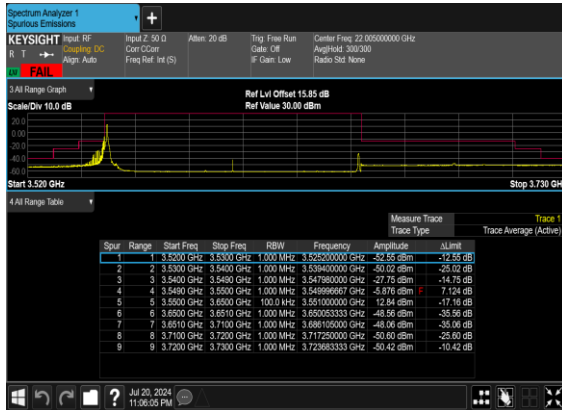 Spectrum Analyzer 1
Spurious Emissions
+
KEYSIGHT Input: RF Input Z: 50 Ω Atten: 20 dB Trig: Free Run Center Freq: 22.005000000 GHz
R T Coupling: DC Corr CCorr Gate: Off Avg|Hold: 300/300
Align: Auto Freq Ref: Int (S) IF Gain: Low Radio Std: None
LXI FAIL
3 All Range Graph Ref Lvl Offset 15.85 dB
Scale/Div 10.0 dB Ref Value 30.00 dBm
20.0
0.00
-20.0
-40.0
-60.0
Start 3.520 GHz Stop 3.730 GH
4 All Range Table
Measure Trace Trace 1
Trace Type Trace Average (Active)
Spur Range Start Freq Stop Freq RBW Frequency Amplitude ΔLimit
1 1 3.5200 GHz 3.5300 GHz 1.000 MHz 3.525200000 GHz -52.55 dBm -12.55 dB
2 2 3.5300 GHz 3.5400 GHz 1.000 MHz 3.539400000 GHz -50.02 dBm -25.02 dB
3 3 3.5400 GHz 3.5490 GHz 1.000 MHz 3.547980000 GHz -27.75 dBm -14.75 dB
4 4 3.5490 GHz 3.5500 GHz 1.000 MHz 3.549996667 GHz -5.876 dBm F 7.124 dB
5 5 3.5500 GHz 3.6500 GHz 100.0 kHz 3.551000000 GHz 12.84 dBm -17.16 dB
6 6 3.6500 GHz 3.6510 GHz 1.000 MHz 3.650053333 GHz -48.56 dBm -35.56 dB
7 7 3.6510 GHz 3.7100 GHz 1.000 MHz 3.686105000 GHz -48.06 dBm -35.06 dB
8 8 3.7100 GHz 3.7200 GHz 1.000 MHz 3.717250000 GHz -50.60 dBm -25.60 dB
9 9 3.7200 GHz 3.7300 GHz 1.000 MHz 3.723683333 GHz -50.42 dBm -10.42 dB
? Jul 20, 2024
11:06:05 PM